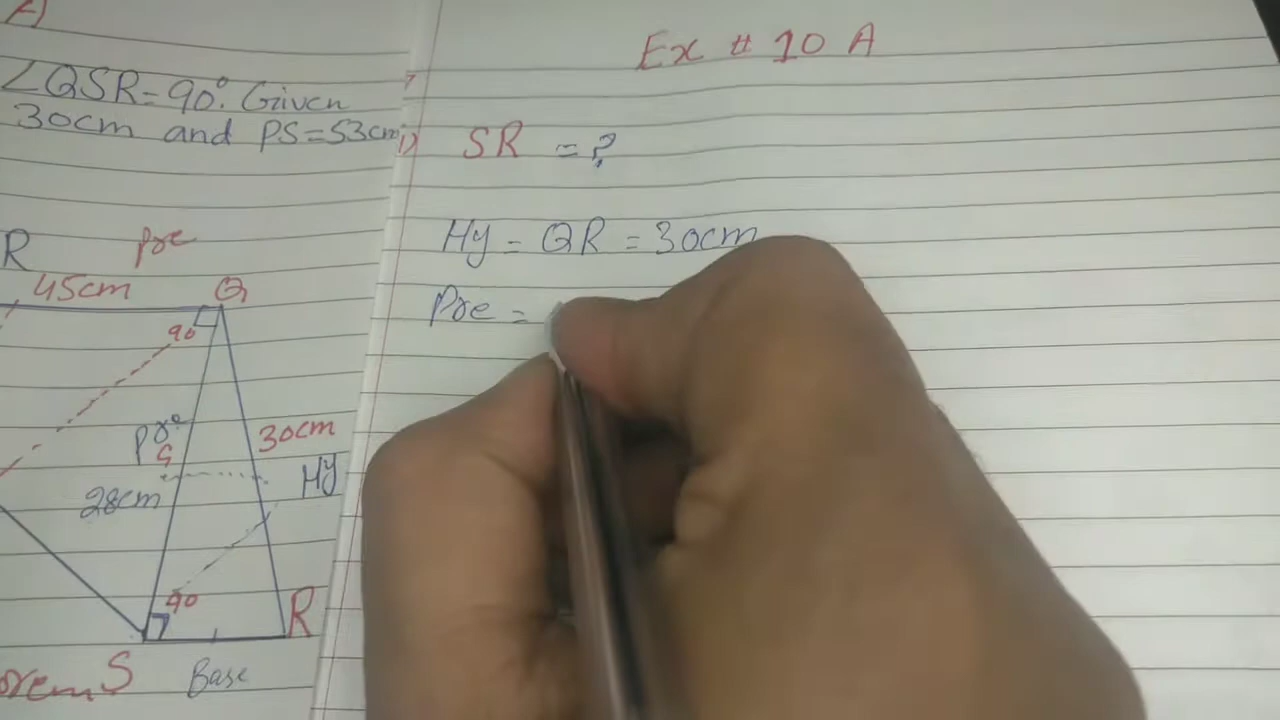 A)
∠QSR=90°. Given
30cm and PS=53cm
R Pre
45cm Q
90
Pre
28cm
30cm
Hy
90
R
S Base
Ex # 10 A
i) SR = ?
Hy = QR = 30cm
Pre =